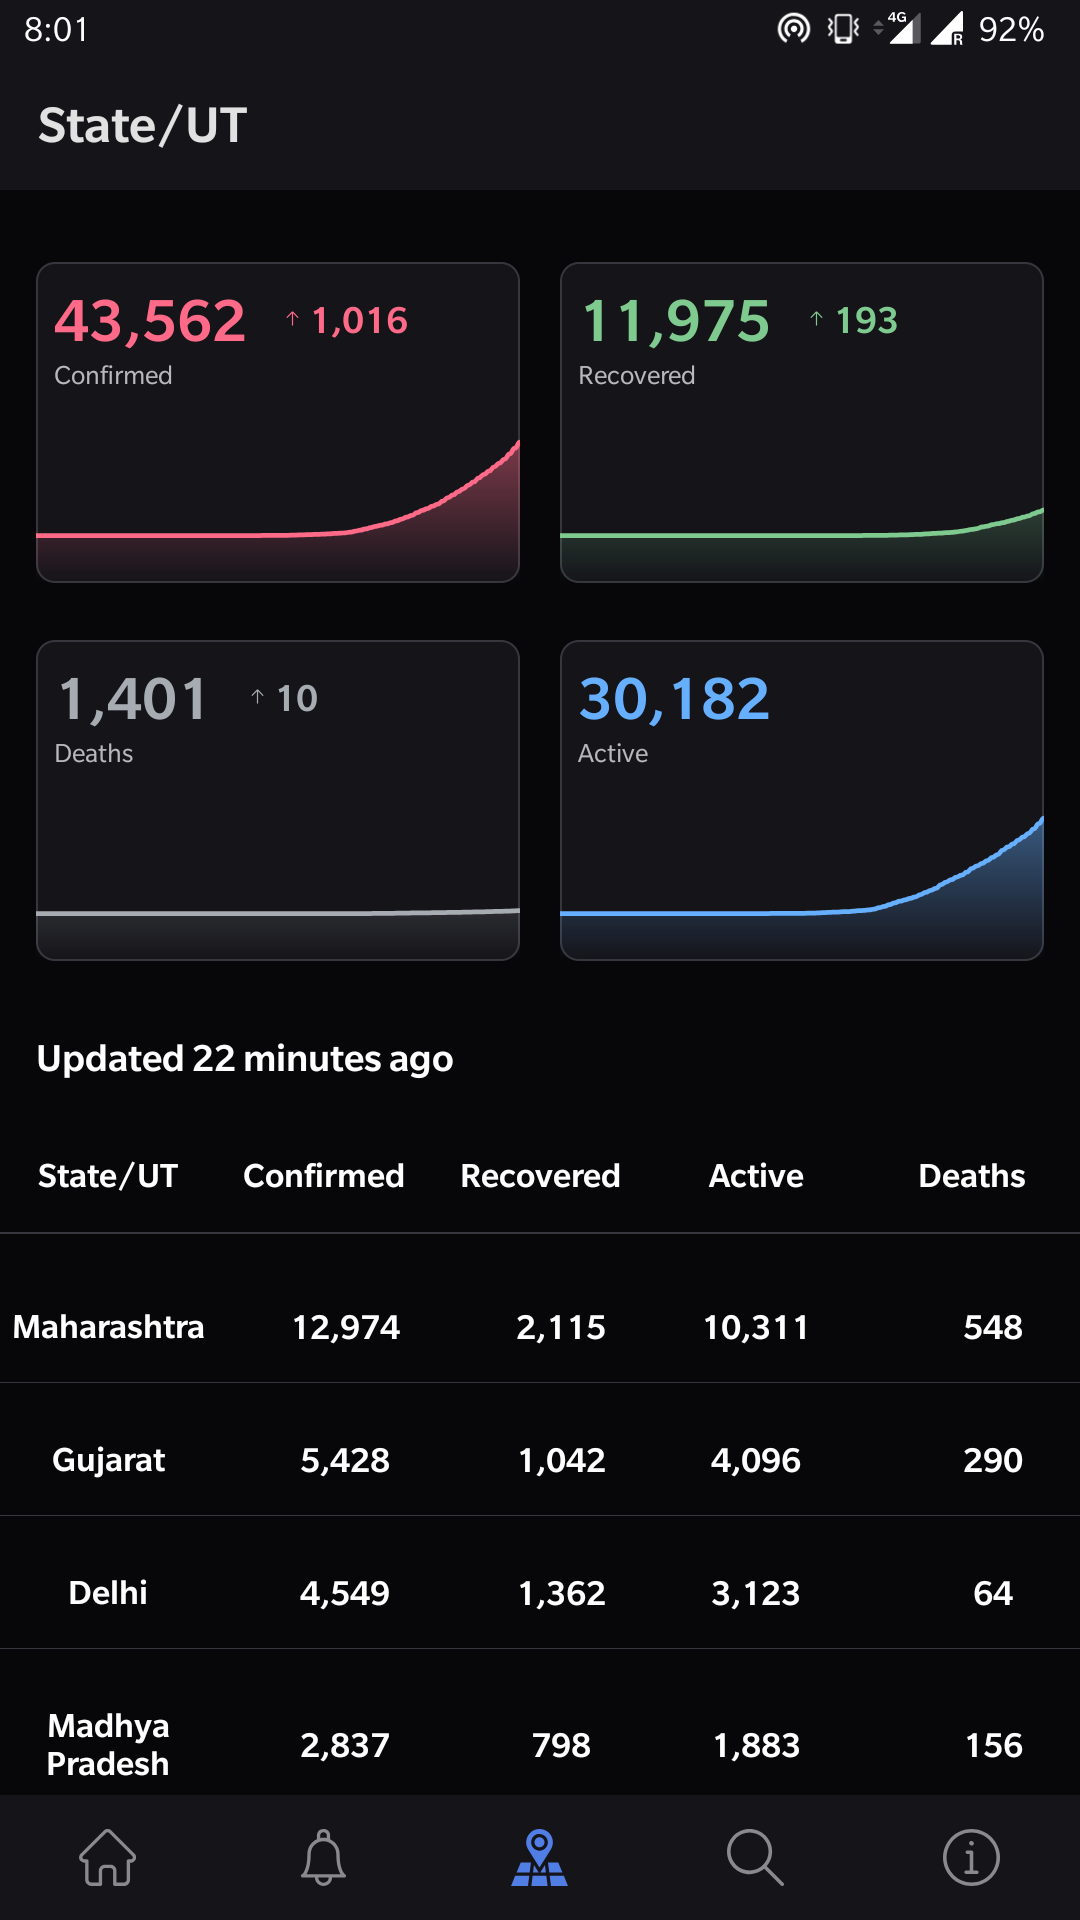 8:01 4G R 92%
State/UT
43,562 ↑ 1,016
Confirmed
11,975 ↑ 193
Recovered
1,401 ↑ 10
Deaths
30,182
Active
Updated 22 minutes ago
State/UT Confirmed Recovered Active Deaths
Maharashtra 12,974 2,115 10,311 548
Gujarat 5,428 1,042 4,096 290
Delhi 4,549 1,362 3,123 64
Madhya
Pradesh 2,837 798 1,883 156